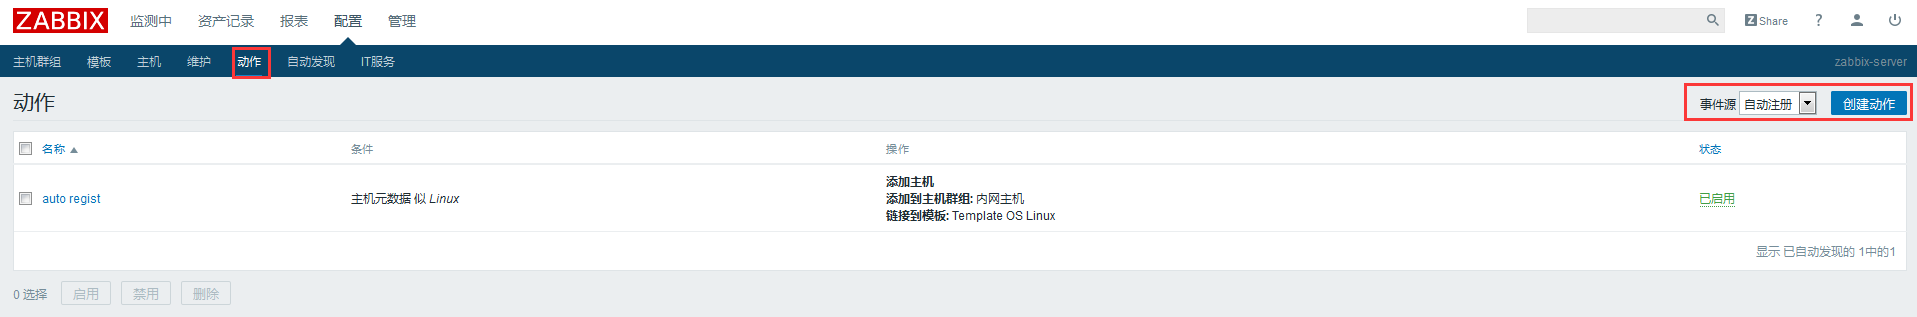 ZABBIX 监测中 资产记录 报表 配置 管理 Z Share ?
主机群组 模板 主机 维护 动作 自动发现 IT服务 zabbix-server
动作 事件源 自动注册 创建动作
名称 条件 操作 状态
auto regist 主机元数据 似 Linux 添加主机 已启用
添加到主机群组: 内网主机
链接到模板: Template OS Linux
显示 已自动发现的 1中的1
0 选择 启用 禁用 删除